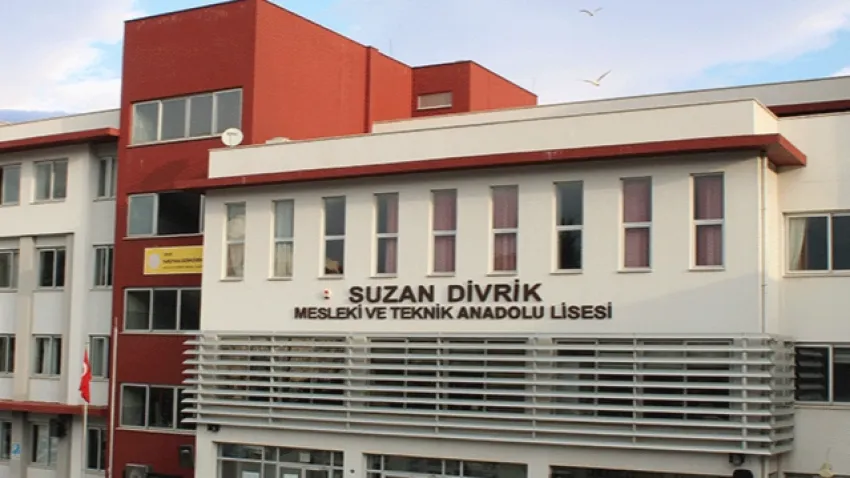 SUZAN DİVRİK
MESLEKİ VE TEKNİK ANADOLU LİSESİ